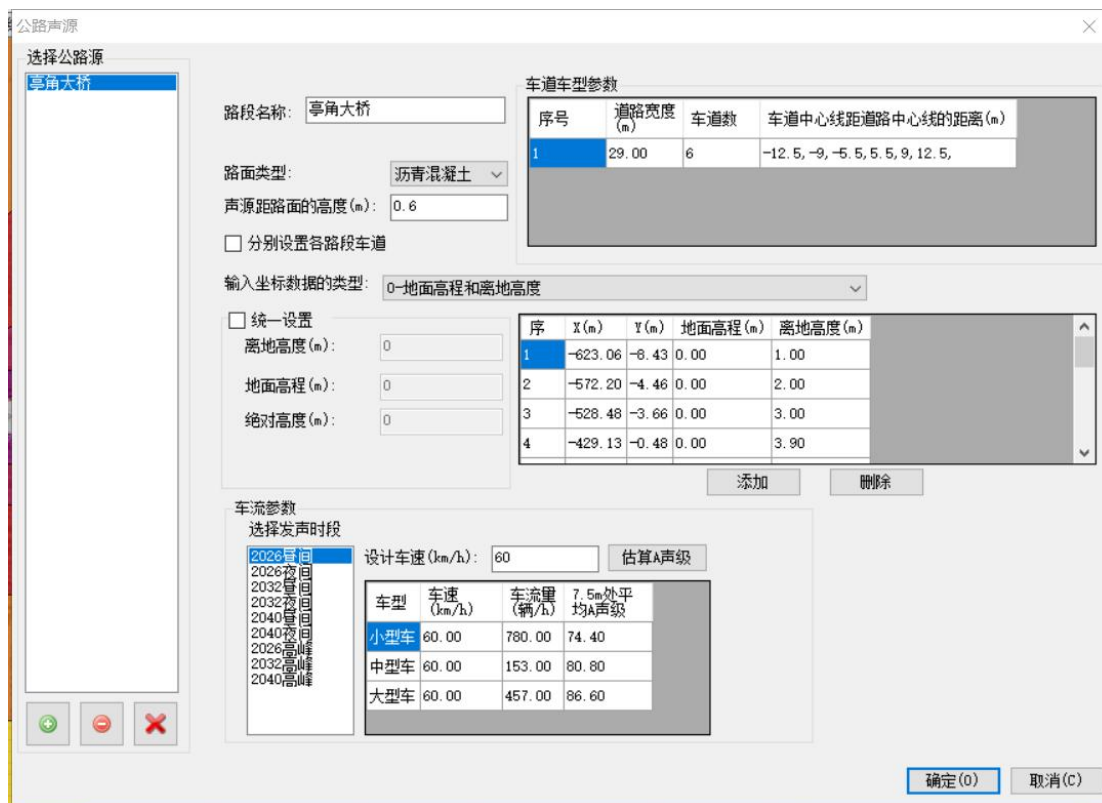 公路声源
选择公路源
亭角大桥
路段名称: 亭角大桥
路面类型: 沥青混凝土
声源距路面的高度(m): 0.6
分别设置各路段车道
车道车型参数
序号 道路宽度(m) 车道数 车道中心线距道路中心线的距离(m)
1 29.00 6 -12.5,-9,-5.5,5.5,9,12.5,
输入坐标数据的类型: 0-地面高程和离地高度
统一设置
离地高度(m): 0
地面高程(m): 0
绝对高度(m): 0
序 X(m) Y(m) 地面高程(m) 离地高度(m)
1 -623.06 -8.43 0.00 1.00
2 -572.20 -4.46 0.00 2.00
3 -528.48 -3.66 0.00 3.00
4 -429.13 -0.48 0.00 3.90
添加 删除
车流参数
选择发声时段
2026昼间
2026夜间
2032昼间
2032夜间
2040昼间
2040夜间
2026高峰
2032高峰
2040高峰
设计车速(km/h): 60 估算A声级
车型 车速(km/h) 车流量(辆/h) 7.5m处平均A声级
小型车 60.00 780.00 74.40
中型车 60.00 153.00 80.80
大型车 60.00 457.00 86.60
确定(O) 取消(C)